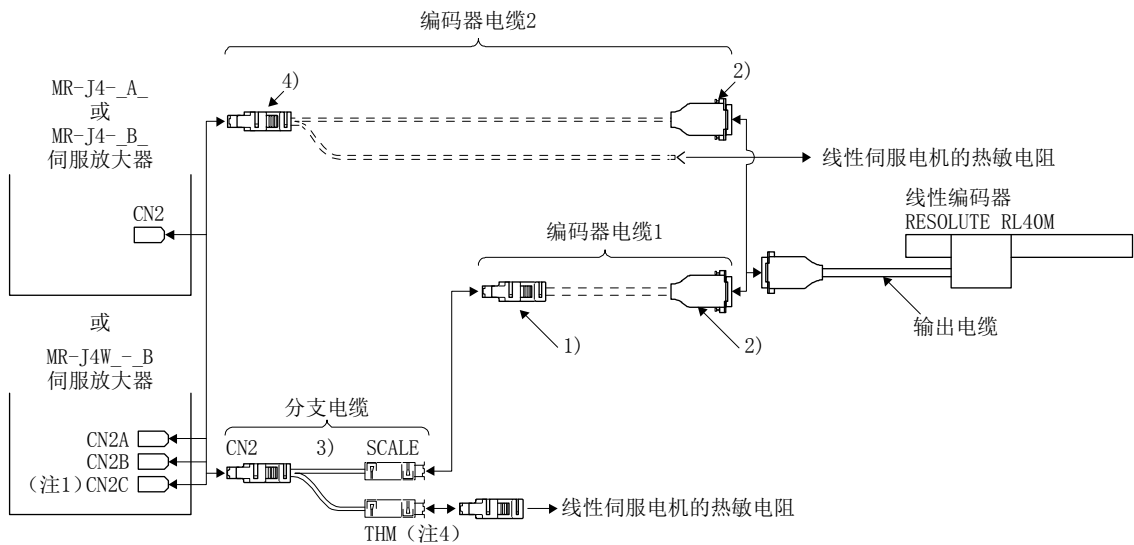 编码器电缆2
MR-J4-_A_
或
MR-J4-_B_
伺服放大器
CN2
4)
2)
线性伺服电机的热敏电阻
线性编码器
RESOLUTE RL40M
编码器电缆1
1)
2)
输出电缆
或
MR-J4W_-_B
伺服放大器
CN2A
CN2B
(注1)CN2C
分支电缆
CN2
3)
SCALE
THM(注4)
线性伺服电机的热敏电阻